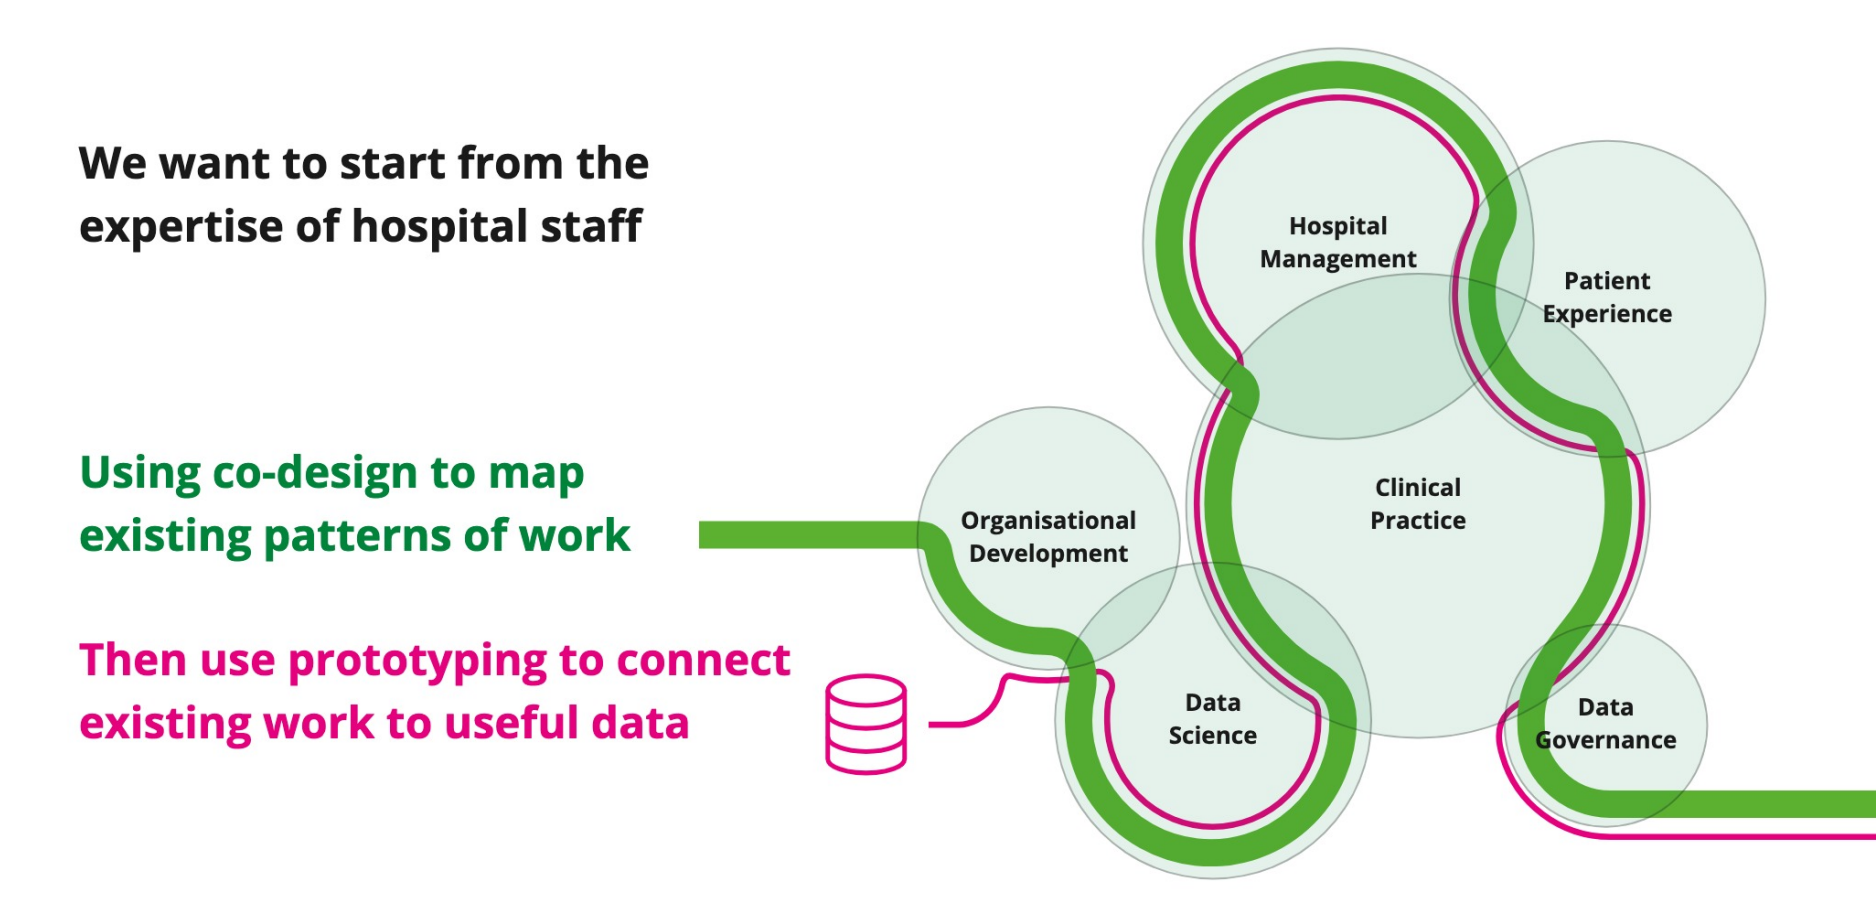 We want to start from the
expertise of hospital staff
Using co-design to map
existing patterns of work
Then use prototyping to connect
existing work to useful data
Hospital
Management
Patient
Experience
Clinical
Practice
Organisational
Development
Data
Science
Data
Governance